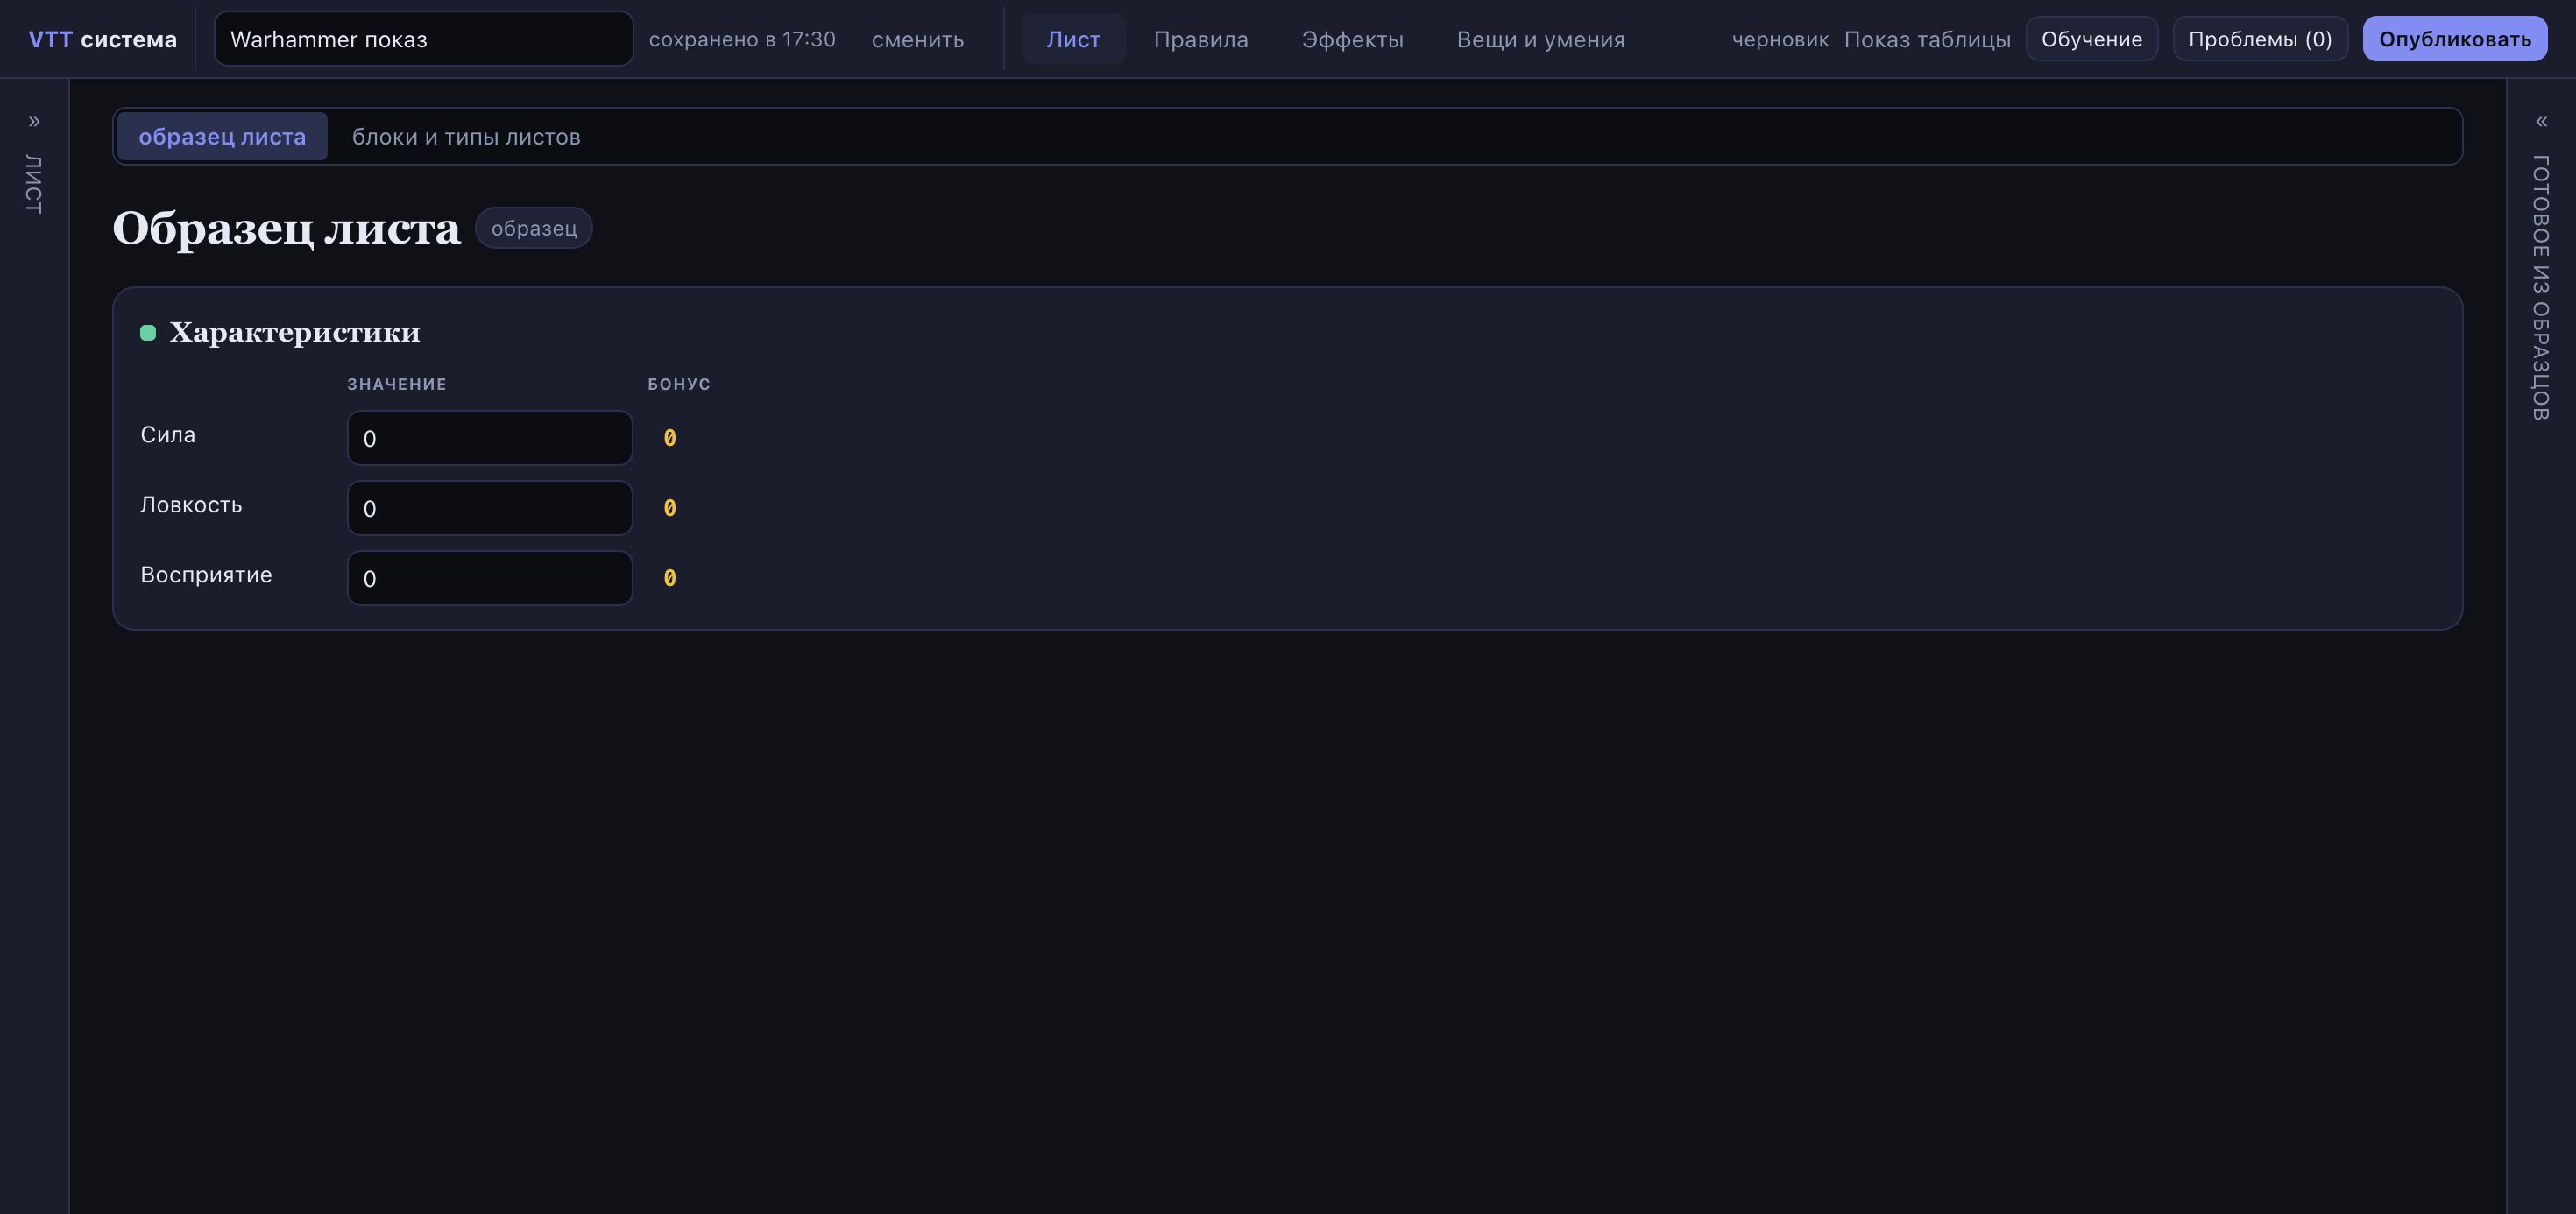 VTT система
Warhammer показ
сохранено в 17:30
сменить
Лист
Правила
Эффекты
Вещи и умения
черновик
Показ таблицы
Обучение
Проблемы (0)
Опубликовать
»
ЛИСТ
образец листа
блоки и типы листов
Образец листа
образец
Характеристики
ЗНАЧЕНИЕ БОНУС
Сила 0 0
Ловкость 0 0
Восприятие 0 0
«
ГОТОВОЕ ИЗ ОБРАЗЦОВ